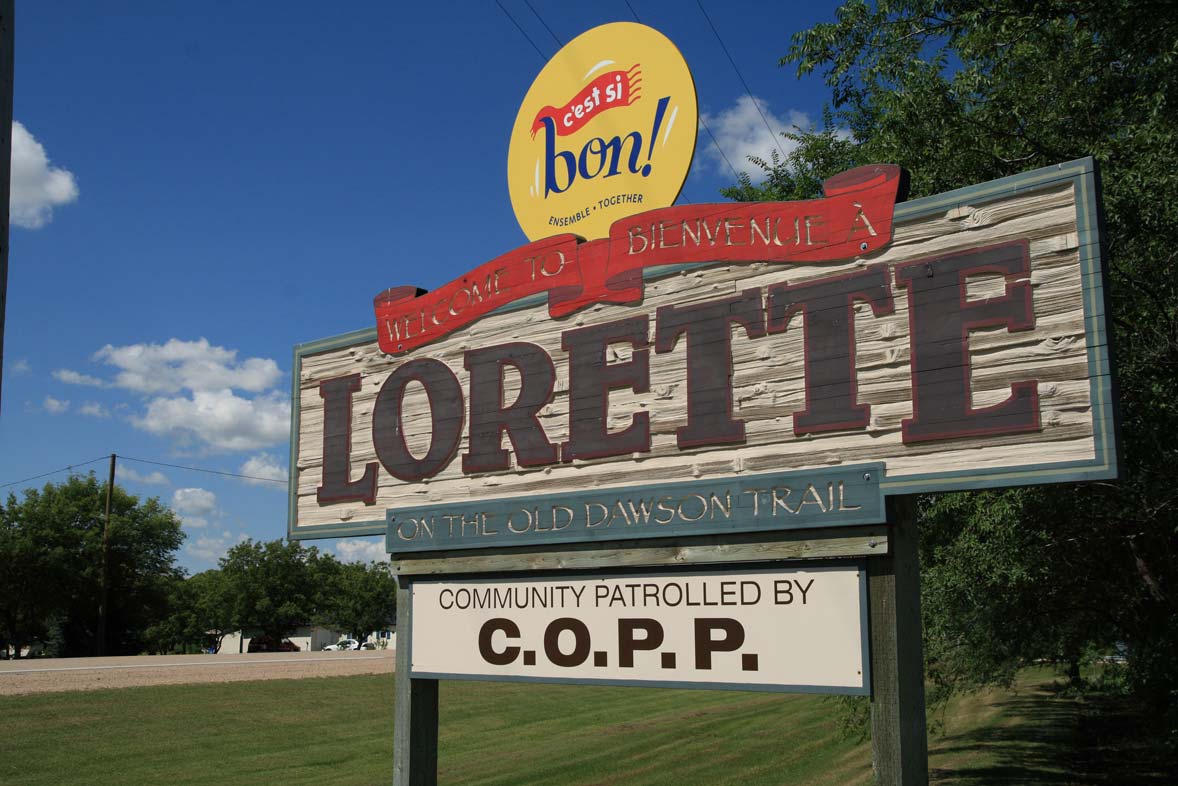 c'est si
bon!
ENSEMBLE • TOGETHER
WELCOME TO BIENVENUE À
LORETTE
ON THE OLD DAWSON TRAIL
COMMUNITY PATROLLED BY
C.O.P.P.